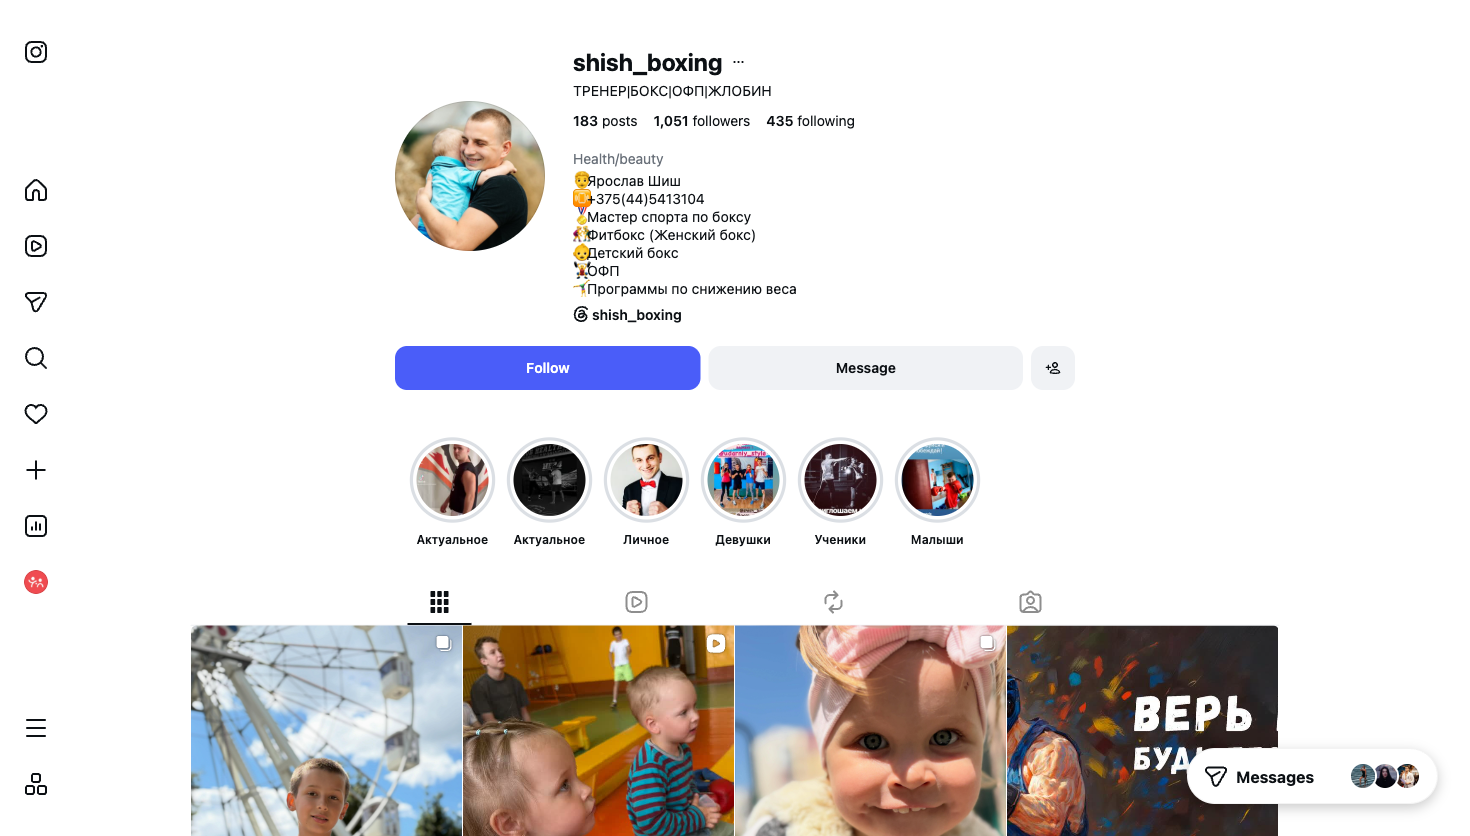 shish_boxing ...
ТРЕНЕР|БОКС|ОФП|ЖЛОБИН
183 posts 1,051 followers 435 following
Health/beauty
Ярослав Шиш
+375(44)5413104
Мастер спорта по боксу
Фитбокс (Женский бокс)
Детский бокс
ОФП
Программы по снижению веса
shish_boxing
Follow Message
Актуальное Актуальное Личное Девушки Ученики Малыши
ВЕРЬ
Messages